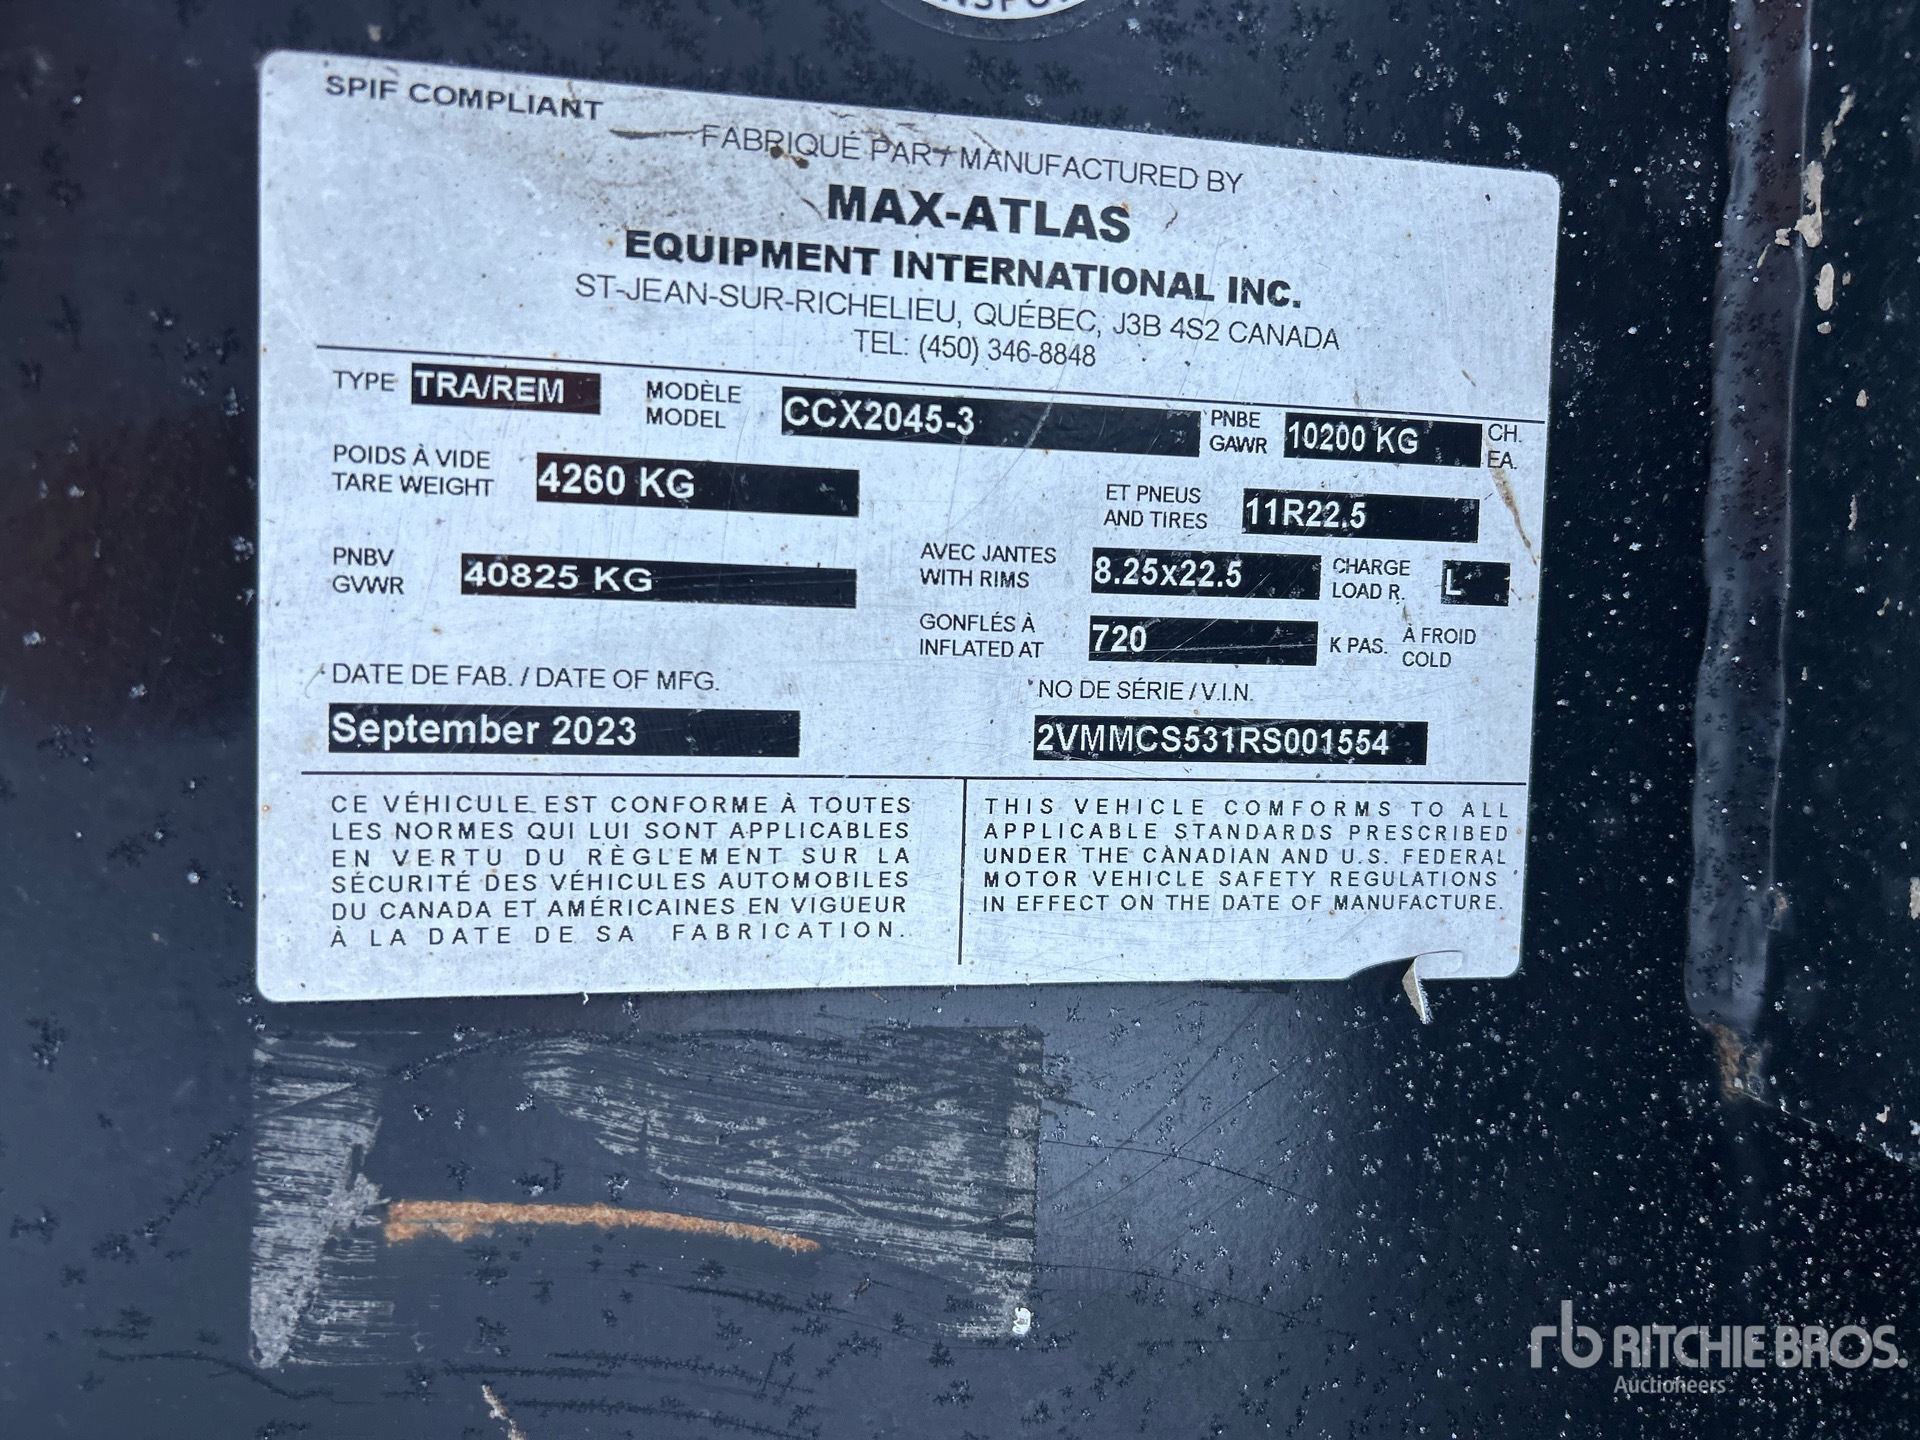 SPIF COMPLIANT
FABRIQUÉ PAR / MANUFACTURED BY
MAX-ATLAS
EQUIPMENT INTERNATIONAL INC.
ST-JEAN-SUR-RICHELIEU, QUÉBEC, J3B 4S2 CANADA
TEL: (450) 346-8848
TYPE TRA/REM
MODÈLE
MODEL CCX2045-3
PNBE
GAWR 10200 KG
CH.
EA.
POIDS À VIDE
TARE WEIGHT 4260 KG
ET PNEUS
AND TIRES 11R22.5
PNBV
GVWR 40825 KG
AVEC JANTES
WITH RIMS 8.25x22.5
CHARGE
LOAD R. L
GONFLÉS À
INFLATED AT 720 K PAS.
À FROID
COLD
DATE DE FAB. / DATE OF MFG.
September 2023
NO DE SÉRIE / V.I.N.
2VMMCS531RS001554
CE VÉHICULE EST CONFORME À TOUTES
LES NORMES QUI LUI SONT APPLICABLES
EN VERTU DU RÈGLEMENT SUR LA
SÉCURITÉ DES VÉHICULES AUTOMOBILES
DU CANADA ET AMÉRICAINES EN VIGUEUR
À LA DATE DE SA FABRICATION.
THIS VEHICLE COMFORMS TO ALL
APPLICABLE STANDARDS PRESCRIBED
UNDER THE CANADIAN AND U.S. FEDERAL
MOTOR VEHICLE SAFETY REGULATIONS
IN EFFECT ON THE DATE OF MANUFACTURE.
rb RITCHIE BROS.
Auctioneers